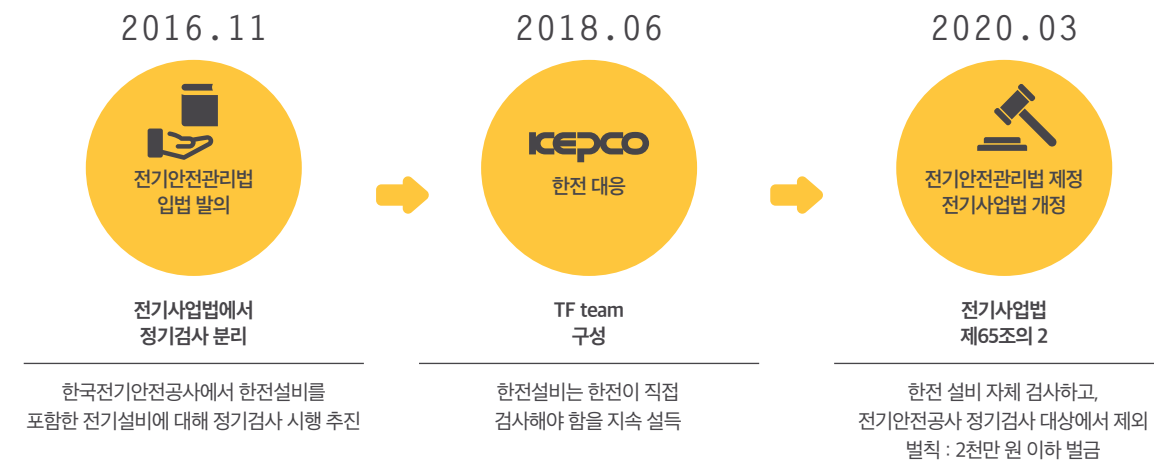 2016.11
전기안전관리법
입법 발의
전기사업법에서
정기검사 분리
한국전기안전공사에서 한전설비를
포함한 전기설비에 대해 정기검사 시행 추진
2018.06
KEPCO
한전 대응
TF team
구성
한전설비는 한전이 직접
검사해야 함을 지속 설득
2020.03
전기안전관리법 제정
전기사업법 개정
전기사업법
제65조의 2
한전 설비 자체 검사하고,
전기안전공사 정기검사 대상에서 제외
벌칙 : 2천만 원 이하 벌금